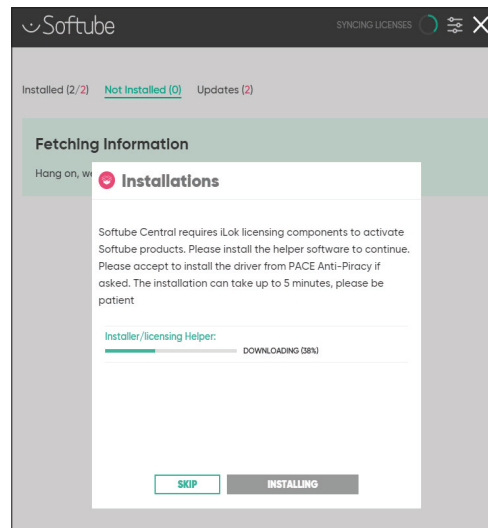 Softube
SYNCING LICENSES
Installed (2/2) Not Installed (0) Updates (2)
Fetching Information
Hang on, we
Installations
Softube Central requires iLok licensing components to activate
Softube products. Please install the helper software to continue.
Please accept to install the driver from PACE Anti-Piracy if
asked. The installation can take up to 5 minutes, please be
patient
Installer/licensing Helper:
DOWNLOADING (38%)
SKIP INSTALLING